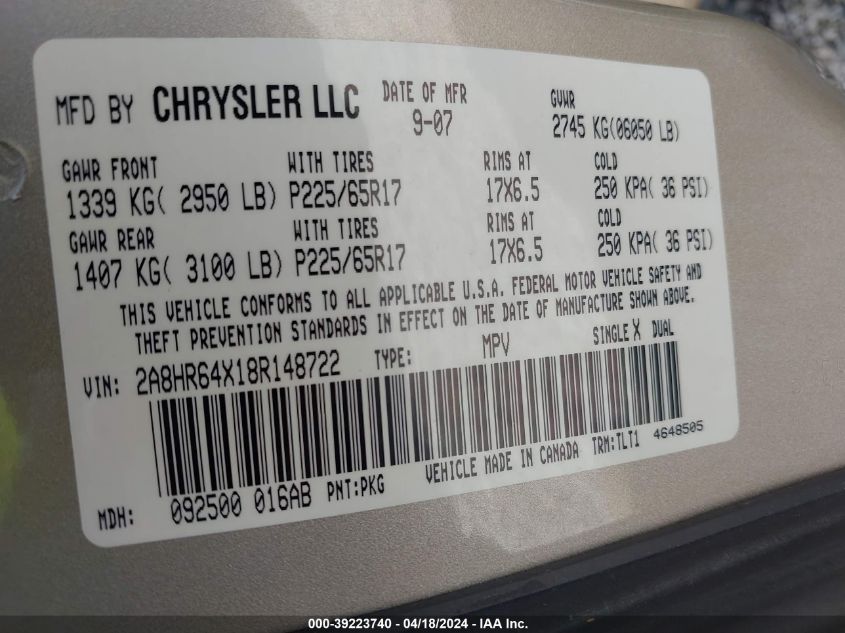 MFD BY CHRYSLER LLC DATE OF MFR GVWR
9-07 2745 KG(06050 LB)
GAWR FRONT WITH TIRES RIMS AT COLD
1339 KG( 2950 LB) P225/65R17 17X6.5 250 KPA( 36 PSI)
GAWR REAR WITH TIRES RIMS AT COLD
1407 KG( 3100 LB) P225/65R17 17X6.5 250 KPA( 36 PSI)
THIS VEHICLE CONFORMS TO ALL APPLICABLE U.S.A. FEDERAL MOTOR VEHICLE SAFETY AND
THEFT PREVENTION STANDARDS IN EFFECT ON THE DATE OF MANUFACTURE SHOWN ABOVE.
VIN: 2A8HR64X18R148722 TYPE: MPV SINGLE X DUAL
MDH: 092500 016AB PNT:PKG VEHICLE MADE IN CANADA TRM:TLT1 4648505
000-39223740 - 04/18/2024 - IAA Inc.